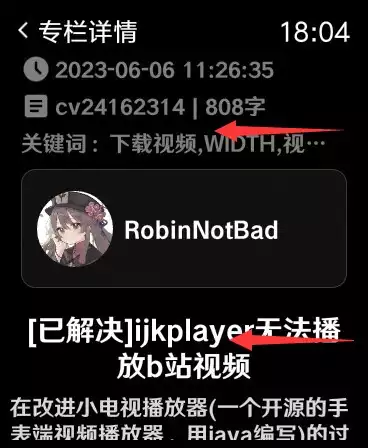 专栏详情 18:04
2023-06-06 11:26:35
cv24162314 | 808字
关键词：下载视频,WIDTH,视…
RobinNotBad
[已解决]ijkplayer无法播
放b站视频
在改进小电视播放器(一个开源的手
表端视频播放器，用java编写)的过